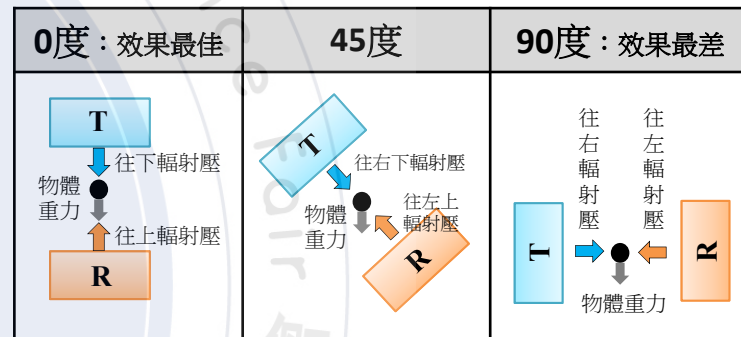 0度：效果最佳
45度
90度：效果最差
T
往下輻射壓
物體
重力
往上輻射壓
R
T
往右下輻射壓
物體
重力
往左上
輻射壓
R
往右輻射壓
往左輻射壓
T
R
物體重力
ce Fair